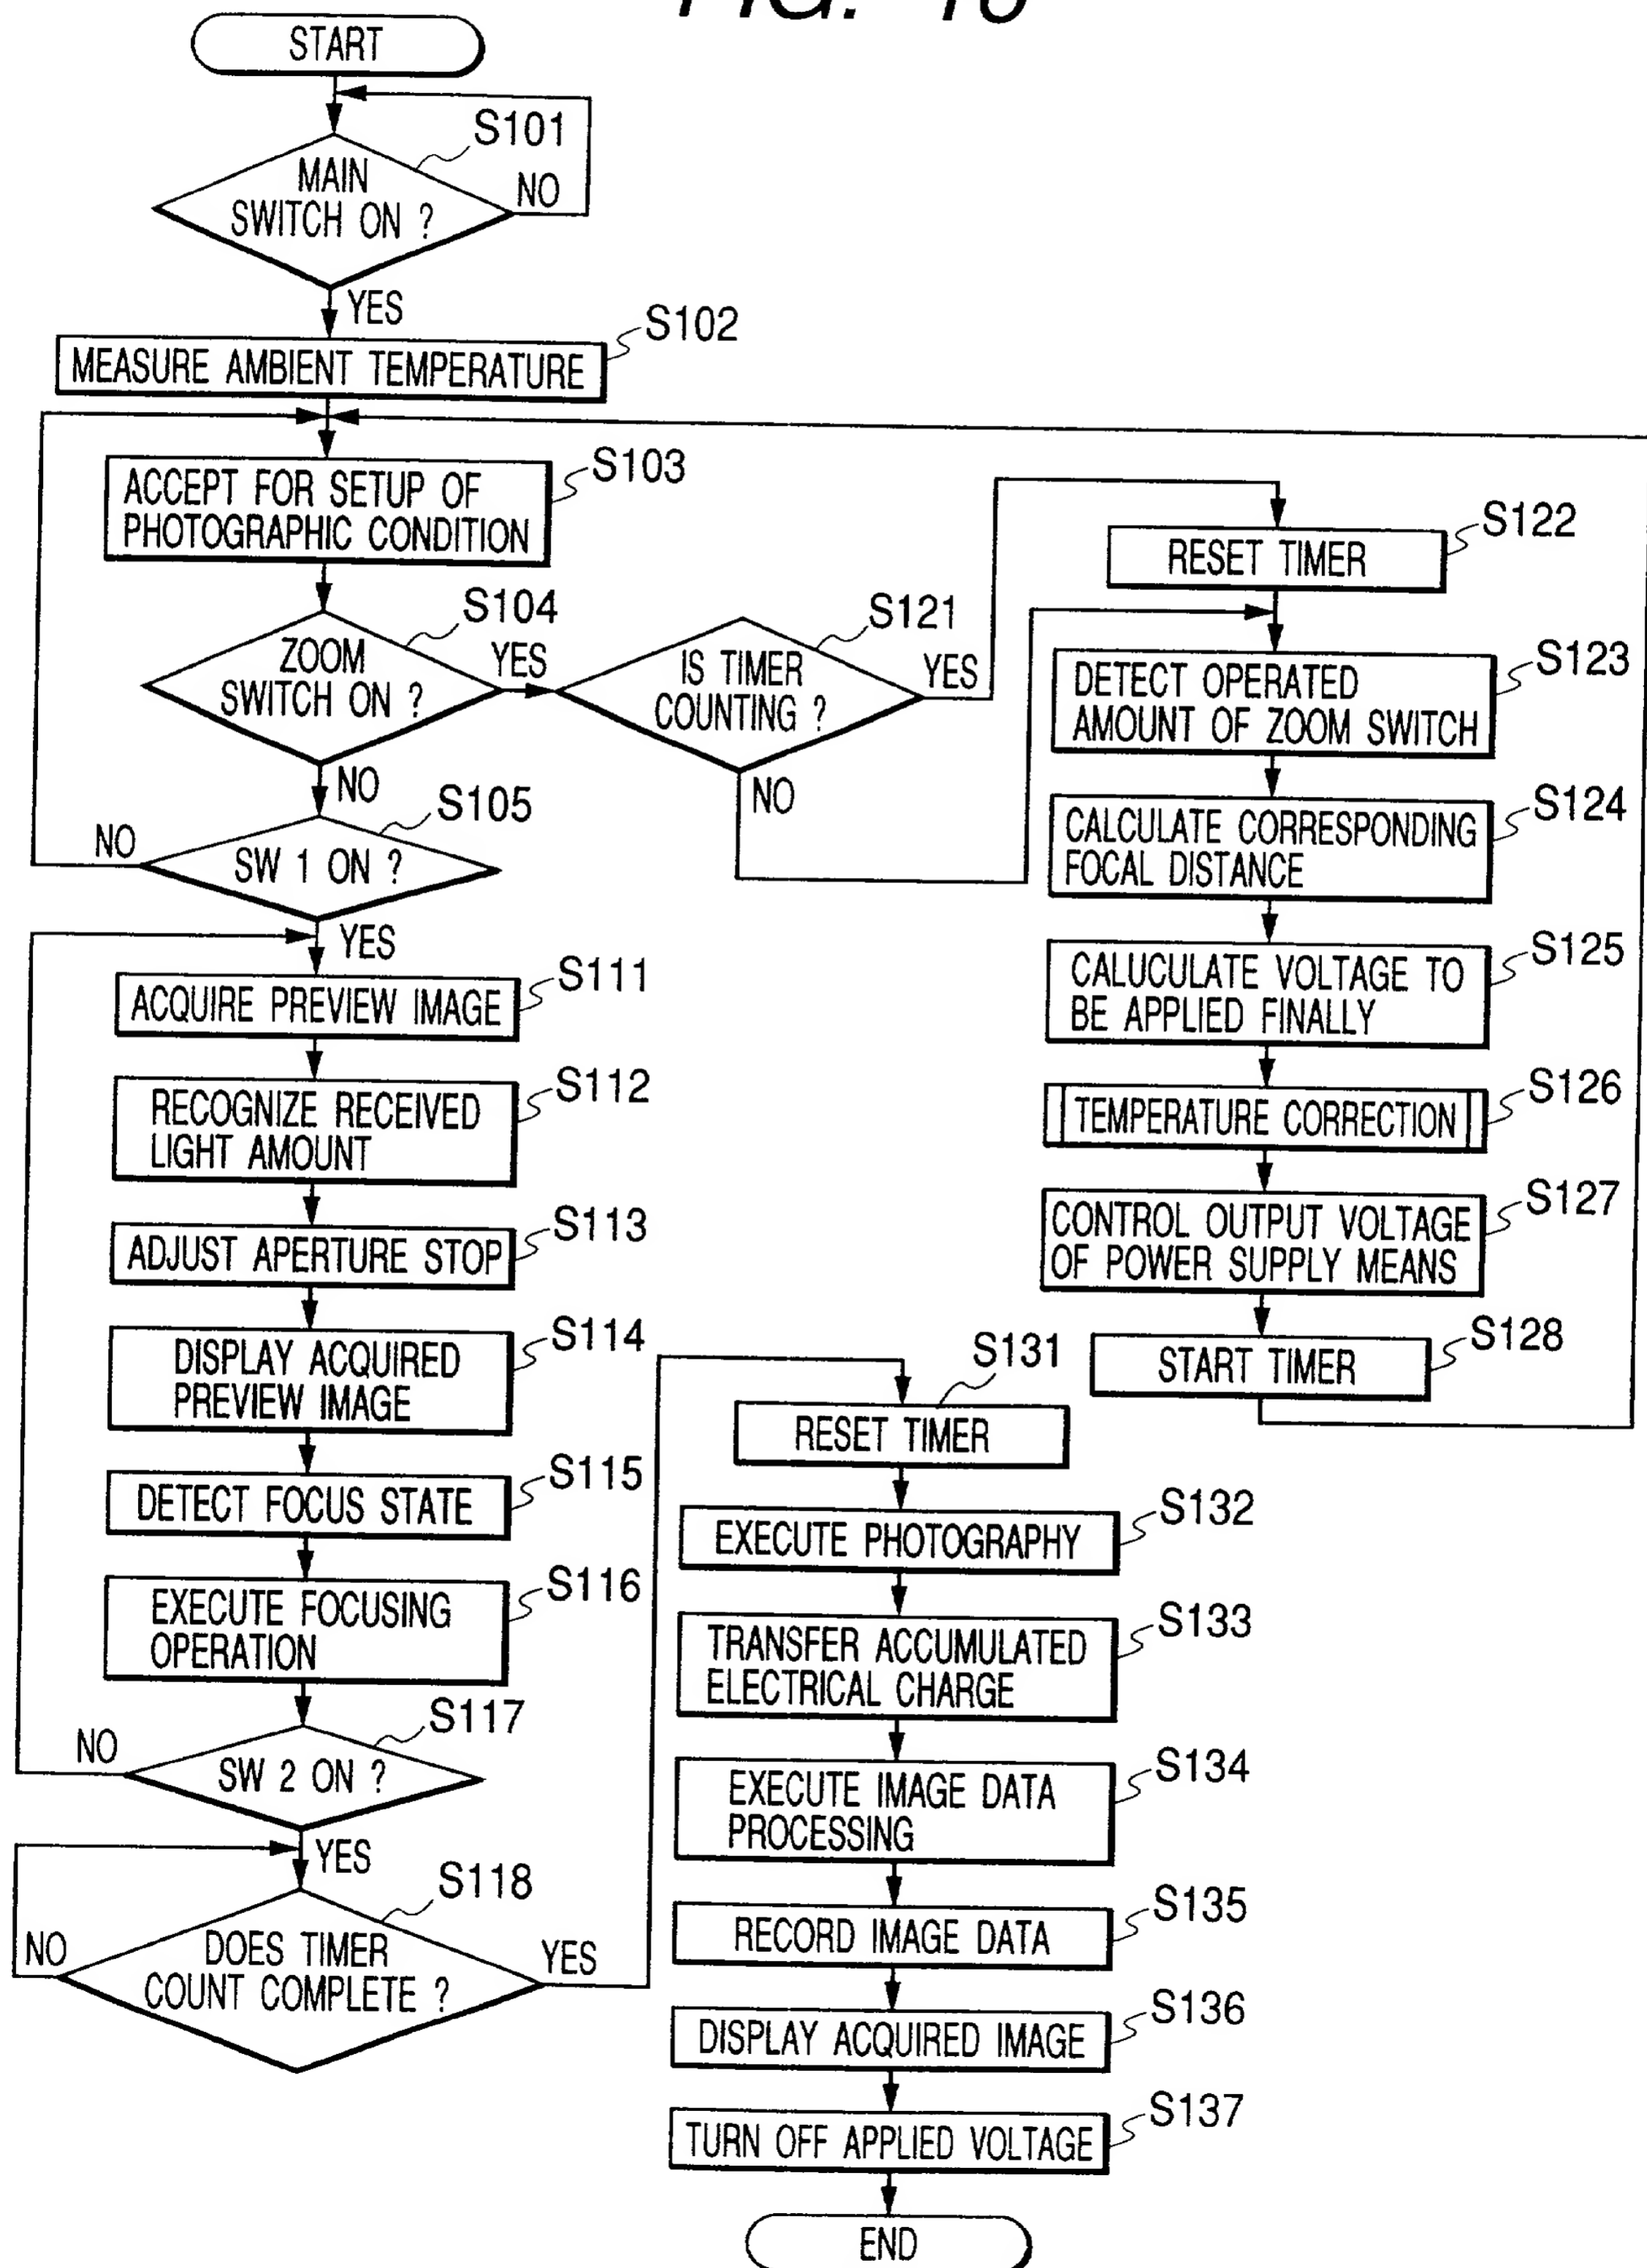 FIG. 10
START
S101
MAIN
SWITCH ON ?
NO
YES
S102
MEASURE AMBIENT TEMPERATURE
S103
ACCEPT FOR SETUP OF
PHOTOGRAPHIC CONDITION
S104
ZOOM
SWITCH ON ?
YES
NO
S105
SW 1 ON ?
NO
YES
S111
ACQUIRE PREVIEW IMAGE
S112
RECOGNIZE RECEIVED
LIGHT AMOUNT
S113
ADJUST APERTURE STOP
S114
DISPLAY ACQUIRED
PREVIEW IMAGE
S115
DETECT FOCUS STATE
S116
EXECUTE FOCUSING
OPERATION
S117
SW 2 ON ?
NO
YES
S118
DOES TIMER
COUNT COMPLETE ?
NO
YES
S121
IS TIMER
COUNTING ?
YES
NO
S122
RESET TIMER
S123
DETECT OPERATED
AMOUNT OF ZOOM SWITCH
S124
CALCULATE CORRESPONDING
FOCAL DISTANCE
S125
CALUCULATE VOLTAGE TO
BE APPLIED FINALLY
S126
TEMPERATURE CORRECTION
S127
CONTROL OUTPUT VOLTAGE
OF POWER SUPPLY MEANS
S128
START TIMER
S131
RESET TIMER
S132
EXECUTE PHOTOGRAPHY
S133
TRANSFER ACCUMULATED
ELECTRICAL CHARGE
S134
EXECUTE IMAGE DATA
PROCESSING
S135
RECORD IMAGE DATA
S136
DISPLAY ACQUIRED IMAGE
S137
TURN OFF APPLIED VOLTAGE
END